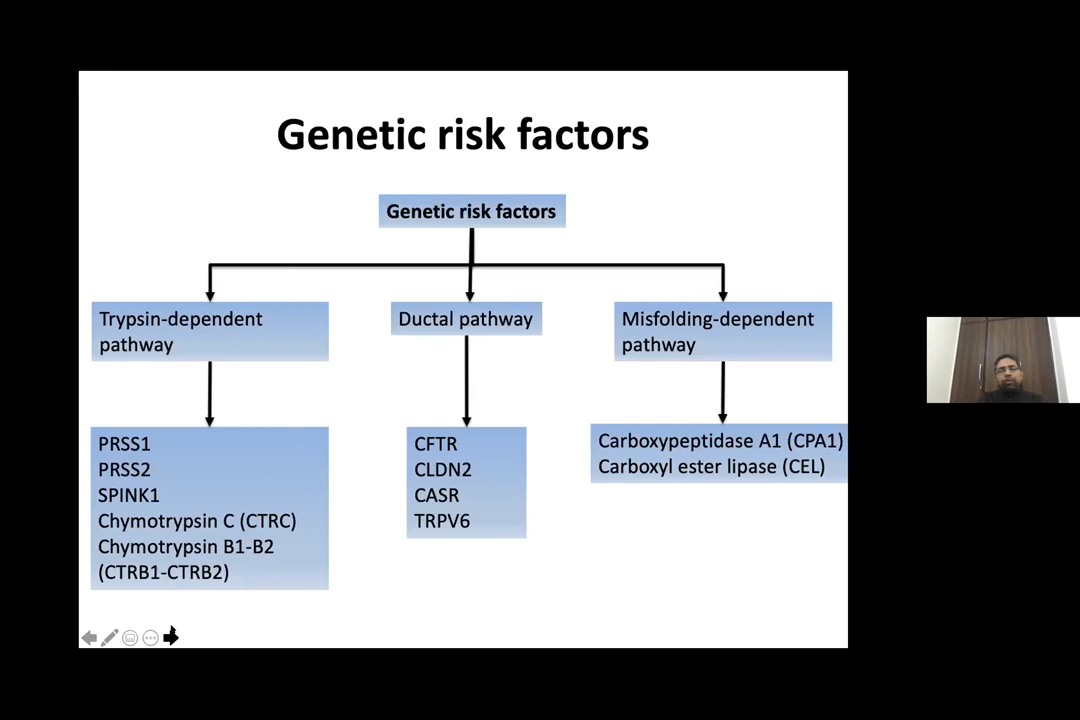 Genetic risk factors
Genetic risk factors
Trypsin-dependent
pathway
Ductal pathway
Misfolding-dependent
pathway
PRSS1
PRSS2
SPINK1
Chymotrypsin C (CTRC)
Chymotrypsin B1-B2
(CTRB1-CTRB2)
CFTR
CLDN2
CASR
TRPV6
Carboxypeptidase A1 (CPA1)
Carboxyl ester lipase (CEL)